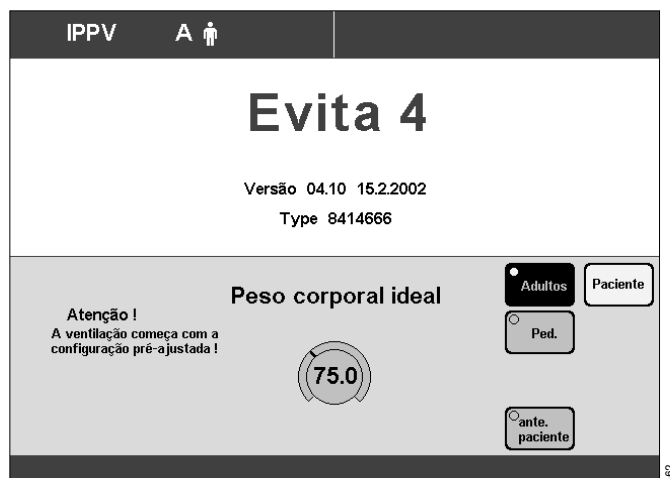 IPPV A
Evita 4
Versão 04.10 15.2.2002
Type 8414666
Peso corporal ideal
Atenção !
A ventilação começa com a
configuração pré-ajustada !
75.0
Adultos
Paciente
Ped.
ante.
paciente
62